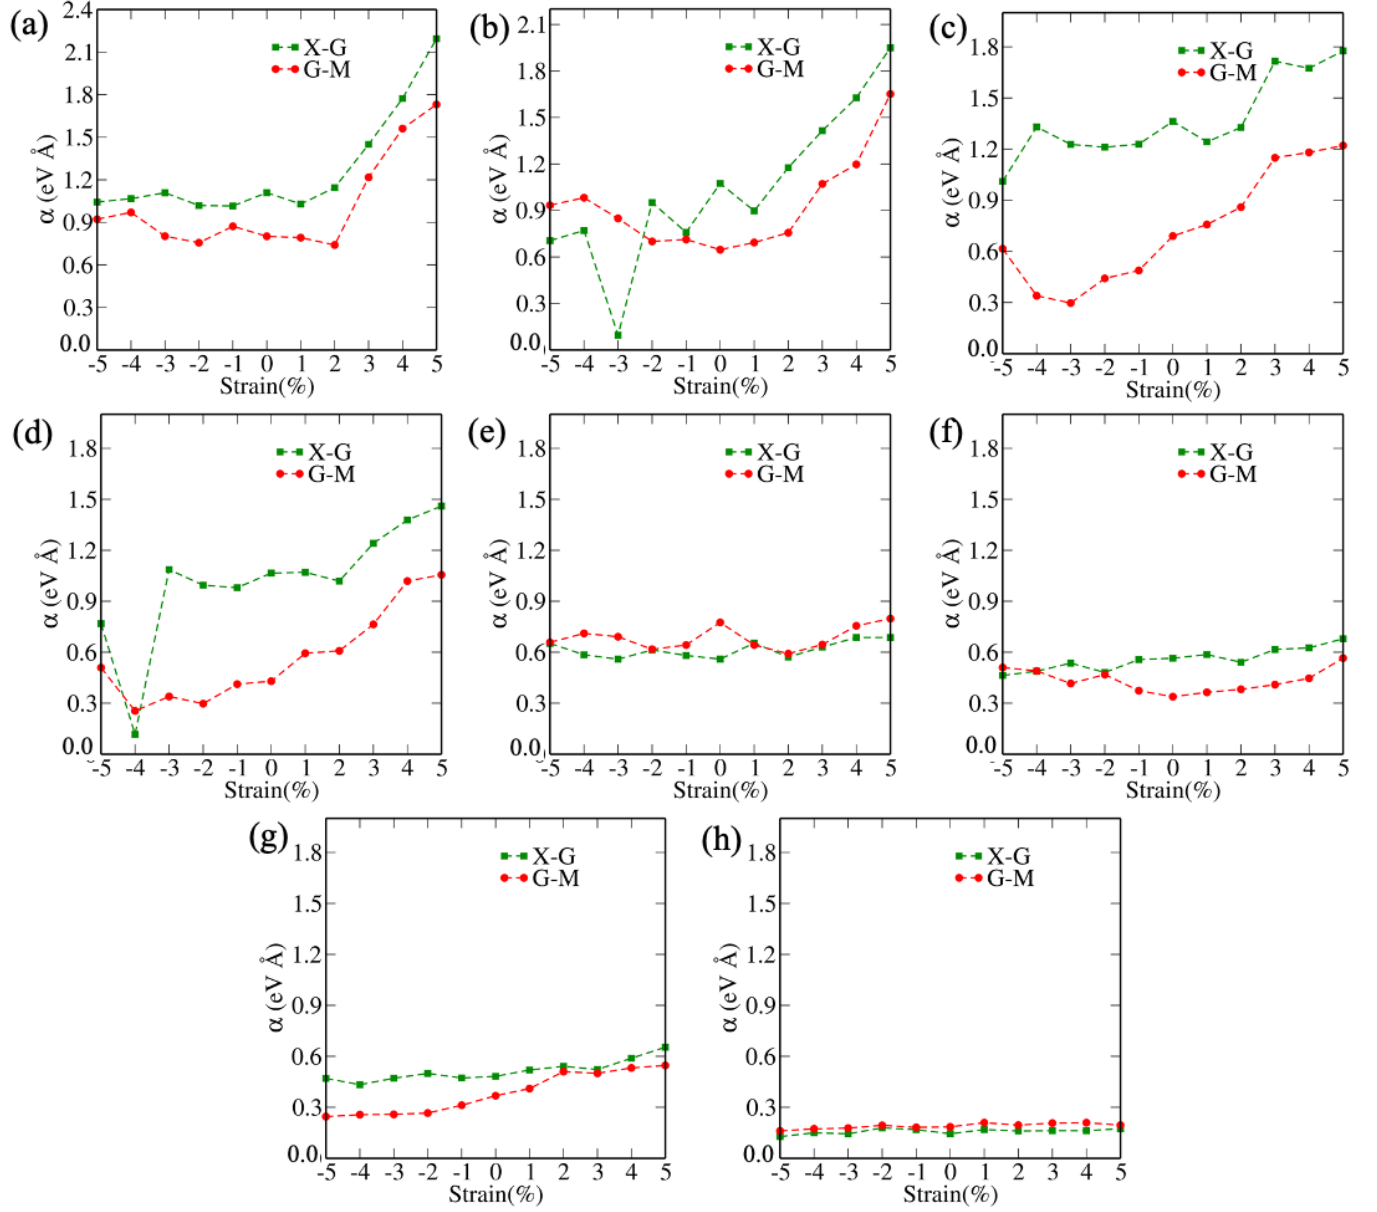 (a)
2.4
2.1
1.8
1.5
1.2
0.9
0.6
0.3
0.0
α (eV Å)
X-G
G-M
-5 -4 -3 -2 -1 0 1 2 3 4 5
Strain(%)
(b)
2.1
1.8
1.5
1.2
0.9
0.6
0.3
0.0
α (eV Å)
X-G
G-M
-5 -4 -3 -2 -1 0 1 2 3 4 5
Strain(%)
(c)
1.8
1.5
1.2
0.9
0.6
0.3
0.0
α (eV Å)
X-G
G-M
-5 -4 -3 -2 -1 0 1 2 3 4 5
Strain(%)
(d)
1.8
1.5
1.2
0.9
0.6
0.3
0.0
α (eV Å)
X-G
G-M
-5 -4 -3 -2 -1 0 1 2 3 4 5
Strain(%)
(e)
1.8
1.5
1.2
0.9
0.6
0.3
0.0
α (eV Å)
X-G
G-M
-5 -4 -3 -2 -1 0 1 2 3 4 5
Strain(%)
(f)
1.8
1.5
1.2
0.9
0.6
0.3
0.0
α (eV Å)
X-G
G-M
-5 -4 -3 -2 -1 0 1 2 3 4 5
Strain(%)
(g)
1.8
1.5
1.2
0.9
0.6
0.3
0.0
α (eV Å)
X-G
G-M
-5 -4 -3 -2 -1 0 1 2 3 4 5
Strain(%)
(h)
1.8
1.5
1.2
0.9
0.6
0.3
0.0
α (eV Å)
X-G
G-M
-5 -4 -3 -2 -1 0 1 2 3 4 5
Strain(%)